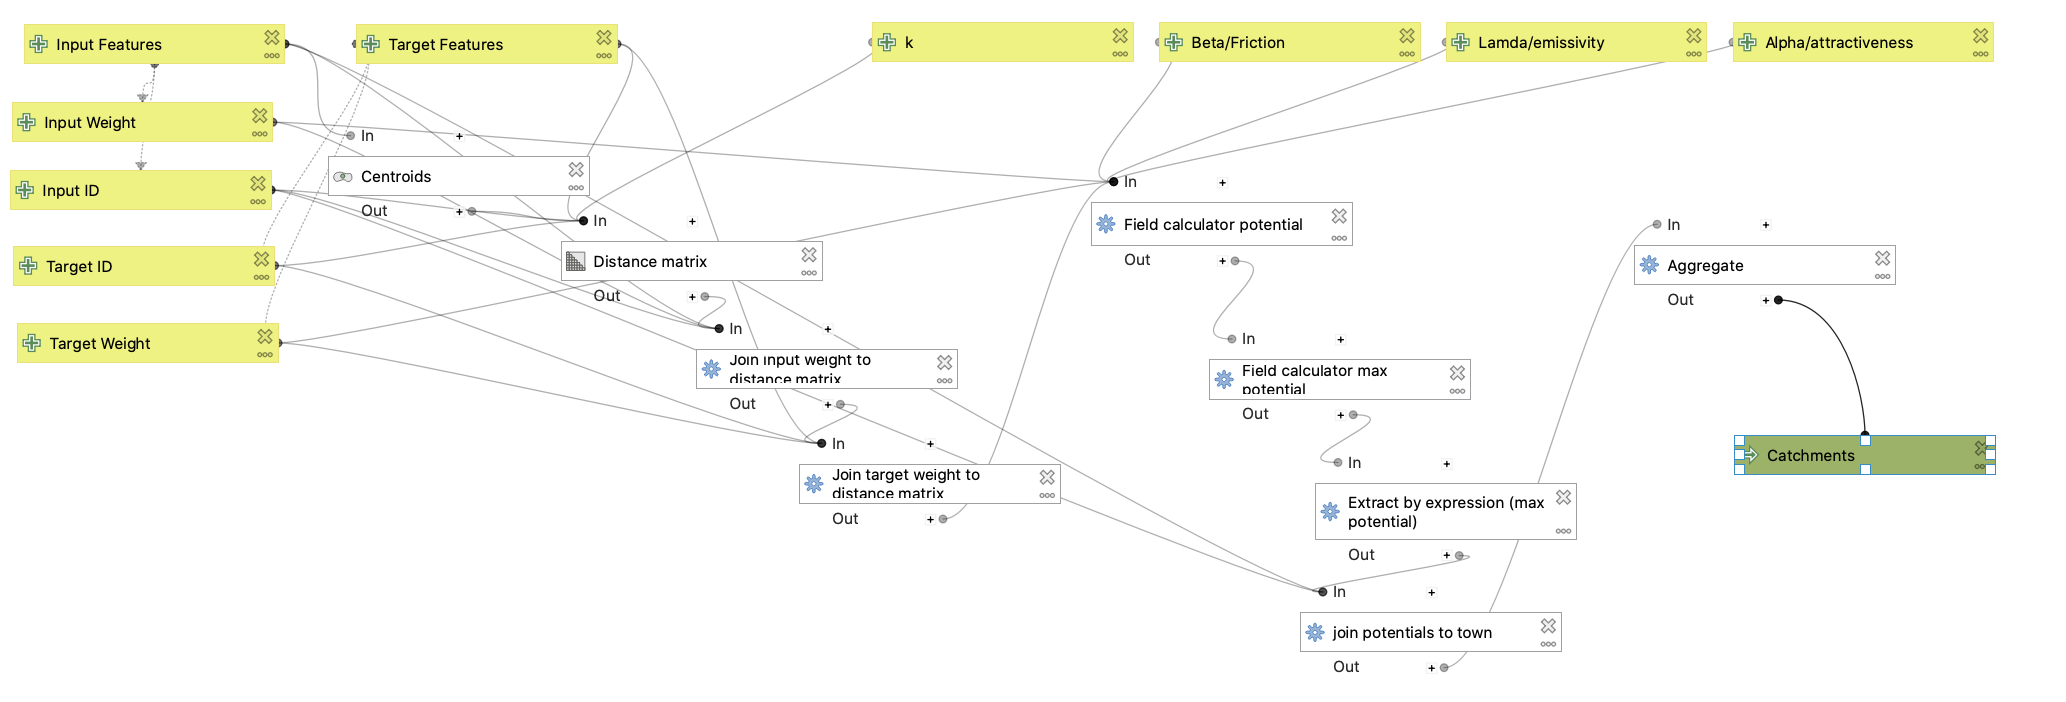 Input Features
Target Features
k
Beta/Friction
Lamda/emissivity
Alpha/attractiveness
Input Weight
In
Centroids
Out
Input ID
In
Distance matrix
Out
Target ID
Target Weight
In
Join input weight to
distance matrix
Out
In
Join target weight to
distance matrix
Out
In
Field calculator potential
Out
In
Field calculator max
potential
Out
In
Extract by expression (max
potential)
Out
In
join potentials to town
Out
In
Aggregate
Out
Catchments